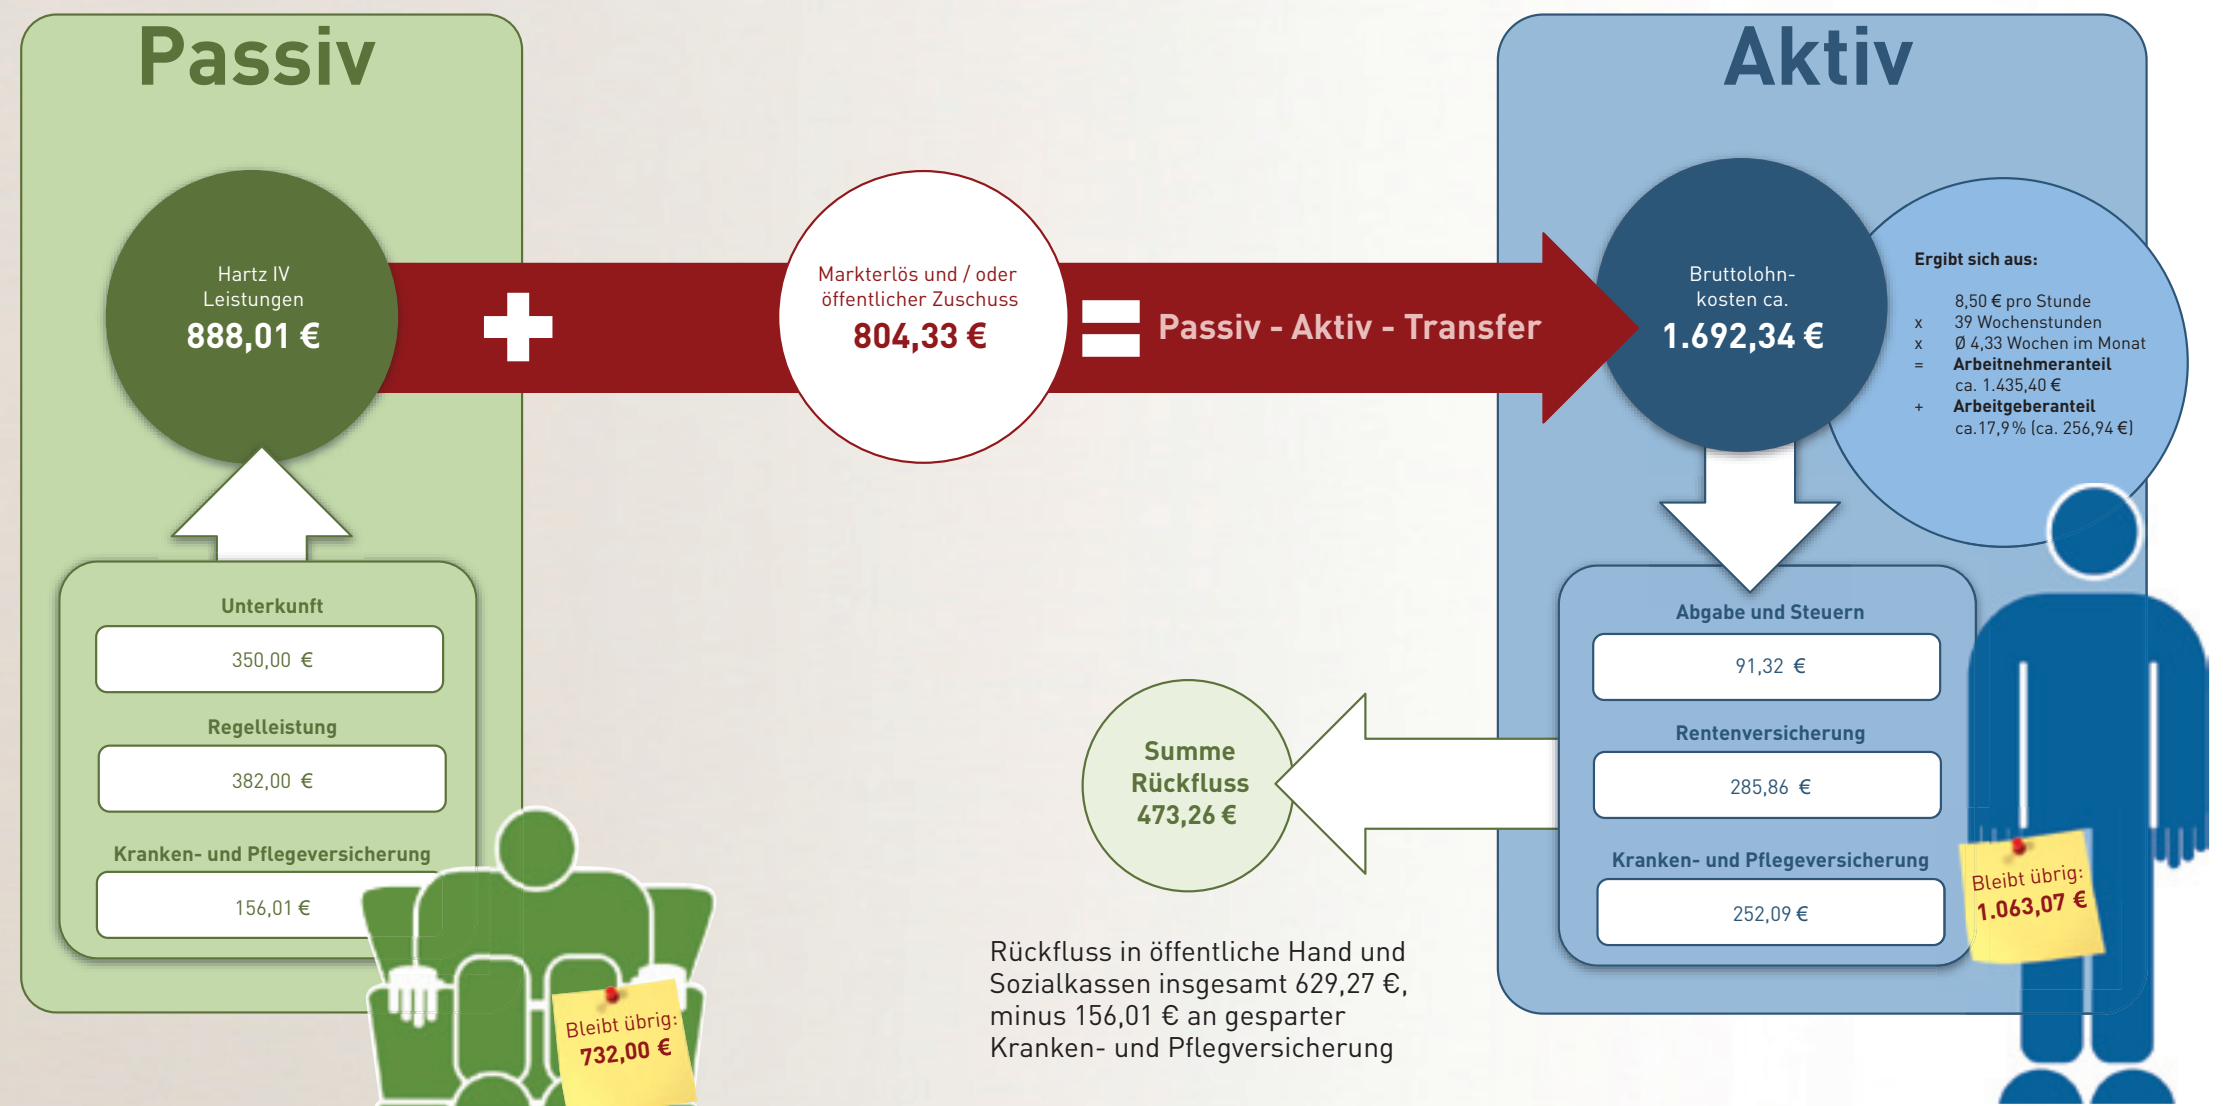 Passiv
Hartz IV
Leistungen
888,01 €
Unterkunft
350,00 €
Regelleistung
382,00 €
Kranken- und Pflegeversicherung
156,01 €
Bleibt übrig:
732,00 €
Markterlös und / oder
öffentlicher Zuschuss
804,33 €
Passiv - Aktiv - Transfer
Summe
Rückfluss
473,26 €
Rückfluss in öffentliche Hand und
Sozialkassen insgesamt 629,27 €,
minus 156,01 € an gesparter
Kranken- und Pflegversicherung
Aktiv
Bruttolohn-
kosten ca.
1.692,34 €
Ergibt sich aus:
8,50 € pro Stunde
x 39 Wochenstunden
x Ø 4,33 Wochen im Monat
= Arbeitnehmeranteil
ca. 1.435,40 €
+ Arbeitgeberanteil
ca.17,9% (ca. 256,94 €)
Abgabe und Steuern
91,32 €
Rentenversicherung
285,86 €
Kranken- und Pflegeversicherung
252,09 €
Bleibt übrig:
1.063,07 €